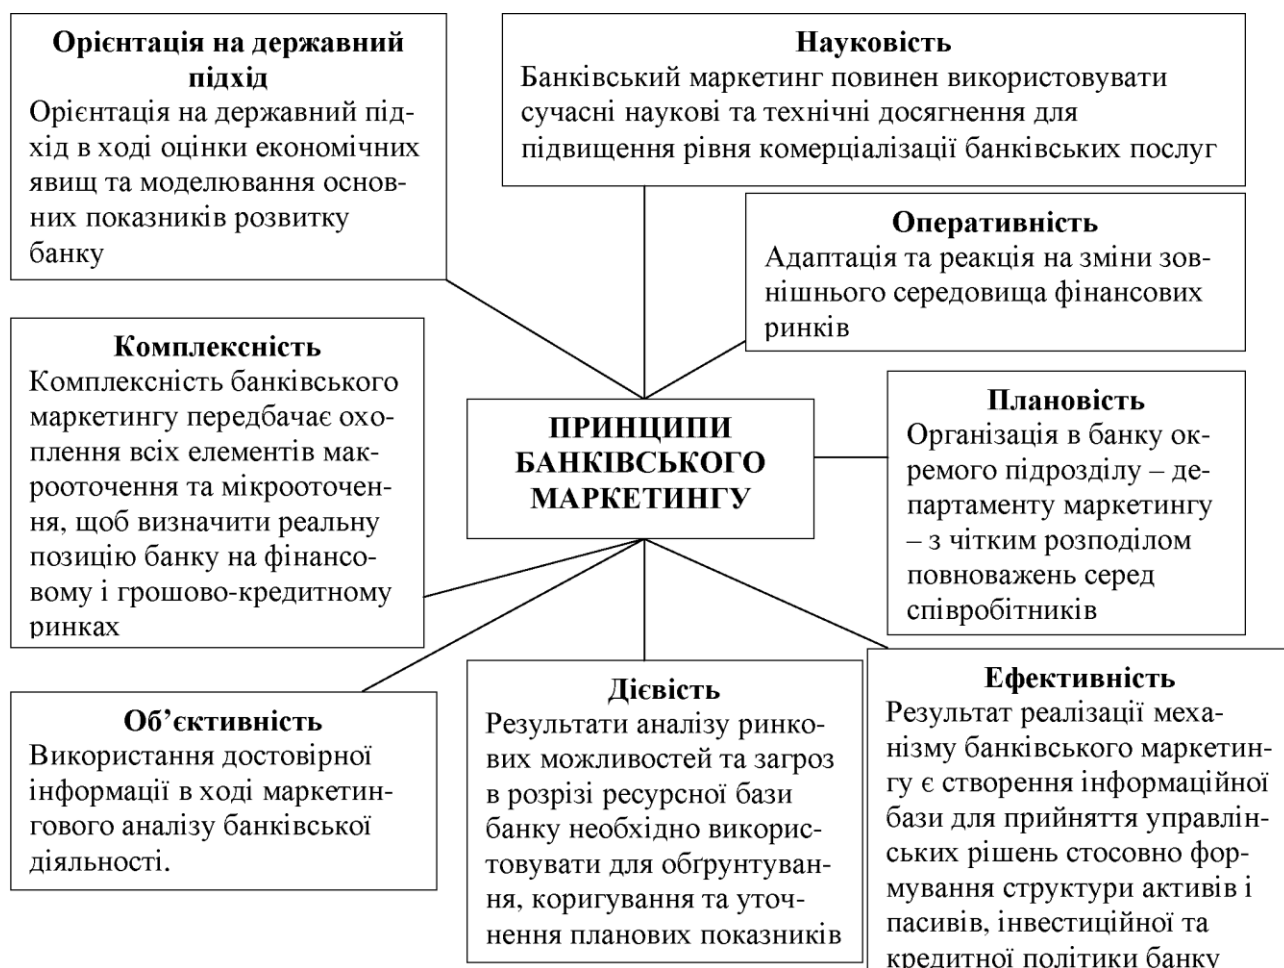 Орієнтація на державний
підхід
Орієнтація на державний під-
хід в ході оцінки економічних
явищ та моделювання основ-
них показників розвитку
банку
Науковість
Банківський маркетинг повинен використовувати
сучасні наукові та технічні досягнення для
підвищення рівня комерціалізації банківських послуг
Оперативність
Адаптація та реакція на зміни зов-
нішнього середовища фінансових
ринків
Комплексність
Комплексність банківського
маркетингу передбачає охо-
плення всіх елементів мак-
рооточення та мікрооточен-
ня, щоб визначити реальну
позицію банку на фінансо-
вому і грошово-кредитному
ринках
ПРИНЦИПИ
БАНКІВСЬКОГО
МАРКЕТИНГУ
Плановість
Організація в банку ок-
ремого підрозділу – де-
партаменту маркетингу
– з чітким розподілом
повноважень серед
співробітників
Об’єктивність
Використання достовірної
інформації в ході маркетин-
гового аналізу банківської
діяльності.
Дієвість
Результати аналізу ринко-
вих можливостей та загроз
в розрізі ресурсної бази
банку необхідно викорис-
товувати для обґрунтуван-
ня, коригування та уточ-
нення планових показників
Ефективність
Результат реалізації меха-
нізму банківського маркетин-
гу є створення інформаційної
бази для прийняття управлін-
ських рішень стосовно фор-
мування структури активів і
пасивів, інвестиційної та
кредитної політики банку